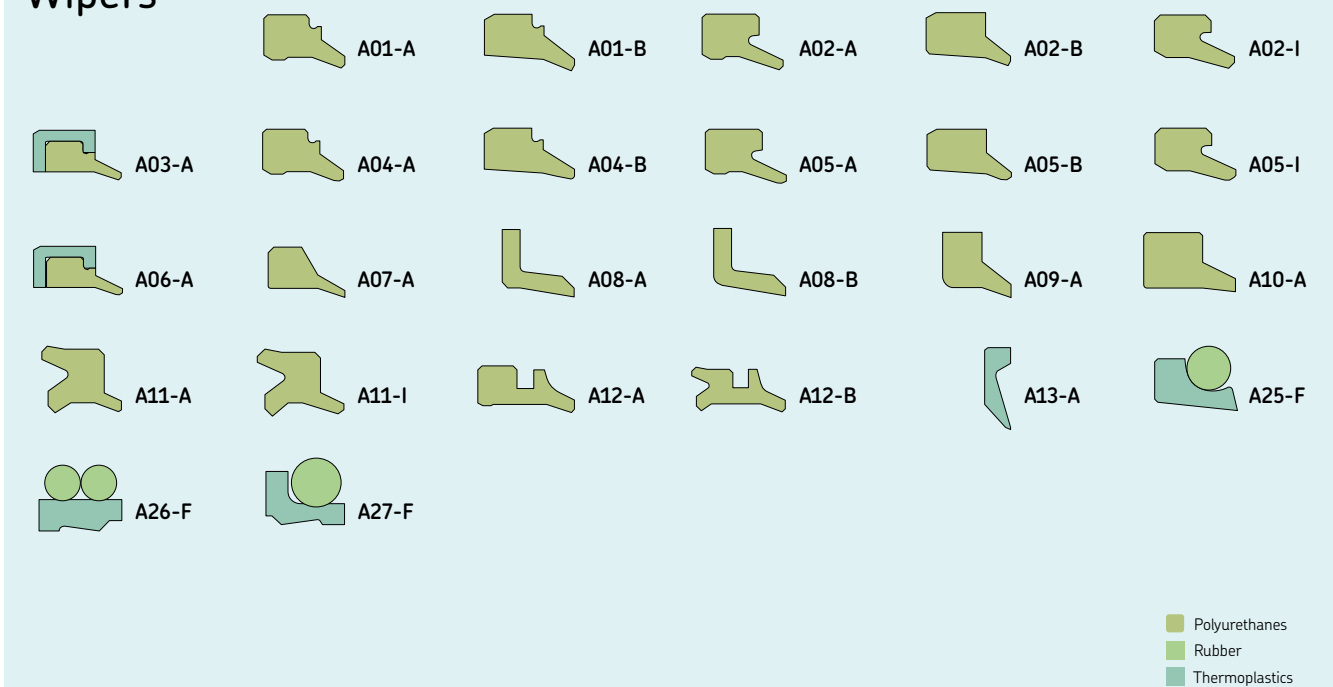 Wipers
A01-A A01-B A02-A A02-B A02-I
A03-A A04-A A04-B A05-A A05-B A05-I
A06-A A07-A A08-A A08-B A09-A A10-A
A11-A A11-I A12-A A12-B A13-A A25-F
A26-F A27-F
Polyurethanes
Rubber
Thermoplastics